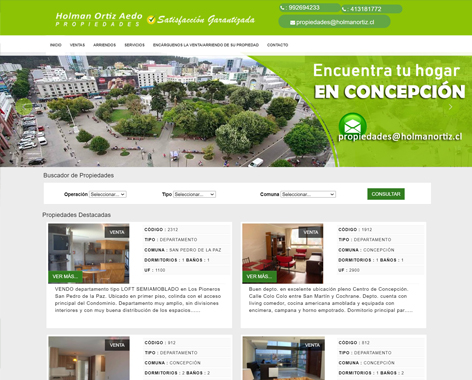 Holman Ortiz Aedo
PROPIEDADES
Satisfacción Garantizada
: 992694233
: 413181772
: propiedades@holmanortiz.cl
INICIO VENTAS ARRIENDOS SERVICIOS ENCARGUENOS LA VENTA/ARRIENDO DE SU PROPIEDAD CONTACTO
Encuentra tu hogar
EN CONCEPCIÓN
propiedades@holmanortiz.cl
Buscador de Propiedades
Operación Seleccionar... Tipo Seleccionar... Comuna Seleccionar... CONSULTAR
Propiedades Destacadas
VENTA
VER MÁS...
CÓDIGO : 2312
TIPO : DEPARTAMENTO
COMUNA : SAN PEDRO DE LA PAZ
DORMITORIOS : 1 BAÑOS : 1
UF : 1100
VENDO departamento tipo LOFT SEMIAMOBLADO en Los Pioneros
San Pedro de la Paz. Ubicado en primer piso, colinda con el acceso
principal del Condominio. Departamento muy amplio, sin divisiones
interiores y con muy buena distribución de los espacios......
VENTA
VER MÁS...
CÓDIGO : 1812
TIPO : DEPARTAMENTO
COMUNA : CONCEPCIÓN
DORMITORIOS : 1 BAÑOS : 1
UF : 2900
Buen depto. en excelente ubicación pleno Centro de Concepción.
Calle Colo Colo entre San Martín y Cochrane. Depto. cuenta con
living comedor, cocina americana amoblada y equipada con
encimera, campana y horno empotrado. Dormitorio principal par......
VENTA
CÓDIGO : 912
TIPO : DEPARTAMENTO
COMUNA : CONCEPCIÓN
DORMITORIOS : 2 BAÑOS : 2
VENTA
CÓDIGO : 812
TIPO : DEPARTAMENTO
COMUNA : CONCEPCIÓN
DORMITORIOS : 2 BAÑOS : 2